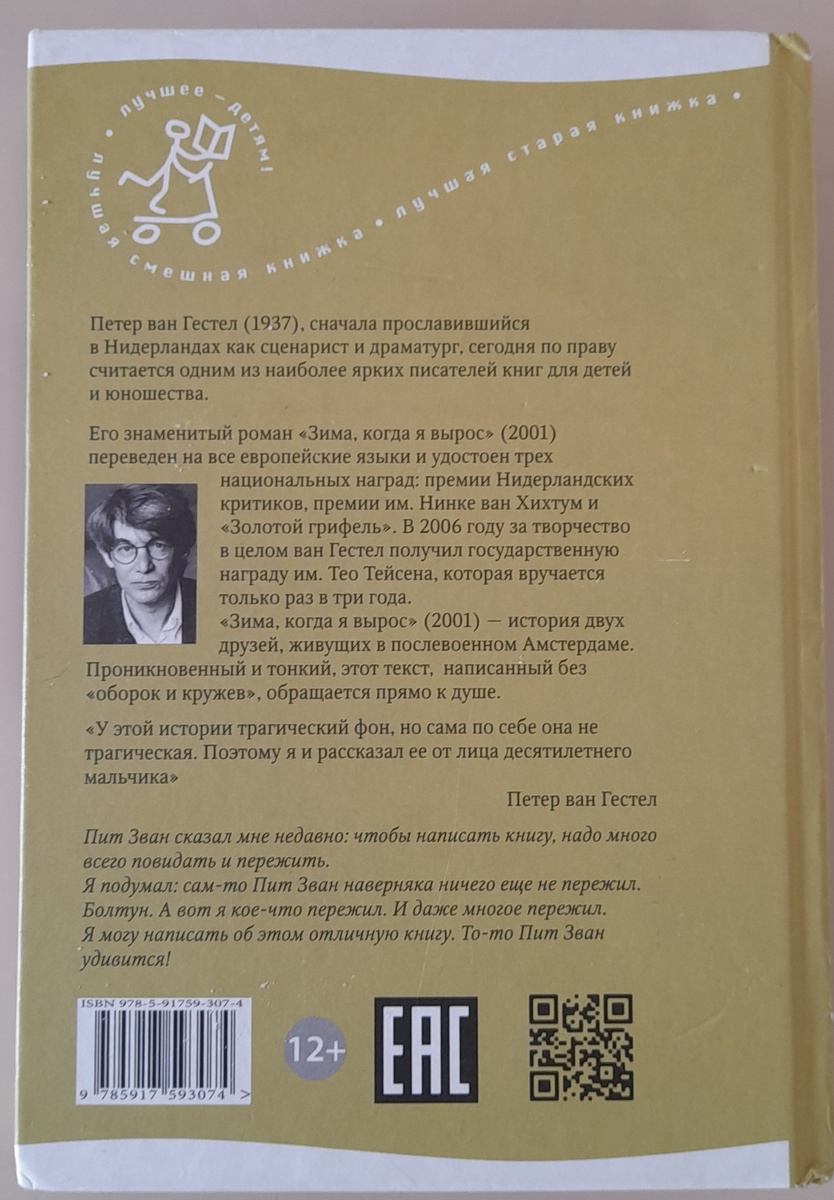 лучшее – детям!
лучшая смешная книжка • лучшая старая книжка •
Петер ван Гестел (1937), сначала прославившийся
в Нидерландах как сценарист и драматург, сегодня по праву
считается одним из наиболее ярких писателей книг для детей
и юношества.
Его знаменитый роман «Зима, когда я вырос» (2001)
переведен на все европейские языки и удостоен трех
национальных наград: премии Нидерландских
критиков, премии им. Нинке ван Хихтум и
«Золотой грифель». В 2006 году за творчество
в целом ван Гестел получил государственную
награду им. Тео Тейсена, которая вручается
только раз в три года.
«Зима, когда я вырос» (2001) — история двух
друзей, живущих в послевоенном Амстердаме.
Проникновенный и тонкий, этот текст, написанный без
«оборок и кружев», обращается прямо к душе.
«У этой истории трагический фон, но сама по себе она не
трагическая. Поэтому я и рассказал ее от лица десятилетнего
мальчика»
Петер ван Гестел
Пит Зван сказал мне недавно: чтобы написать книгу, надо много
всего повидать и пережить.
Я подумал: сам-то Пит Зван наверняка ничего еще не пережил.
Болтун. А вот я кое-что пережил. И даже многое пережил.
Я могу написать об этом отличную книгу. То-то Пит Зван
удивится!
ISBN 978-5-91759-307-4
9 785917 593074 >
12+
EAC